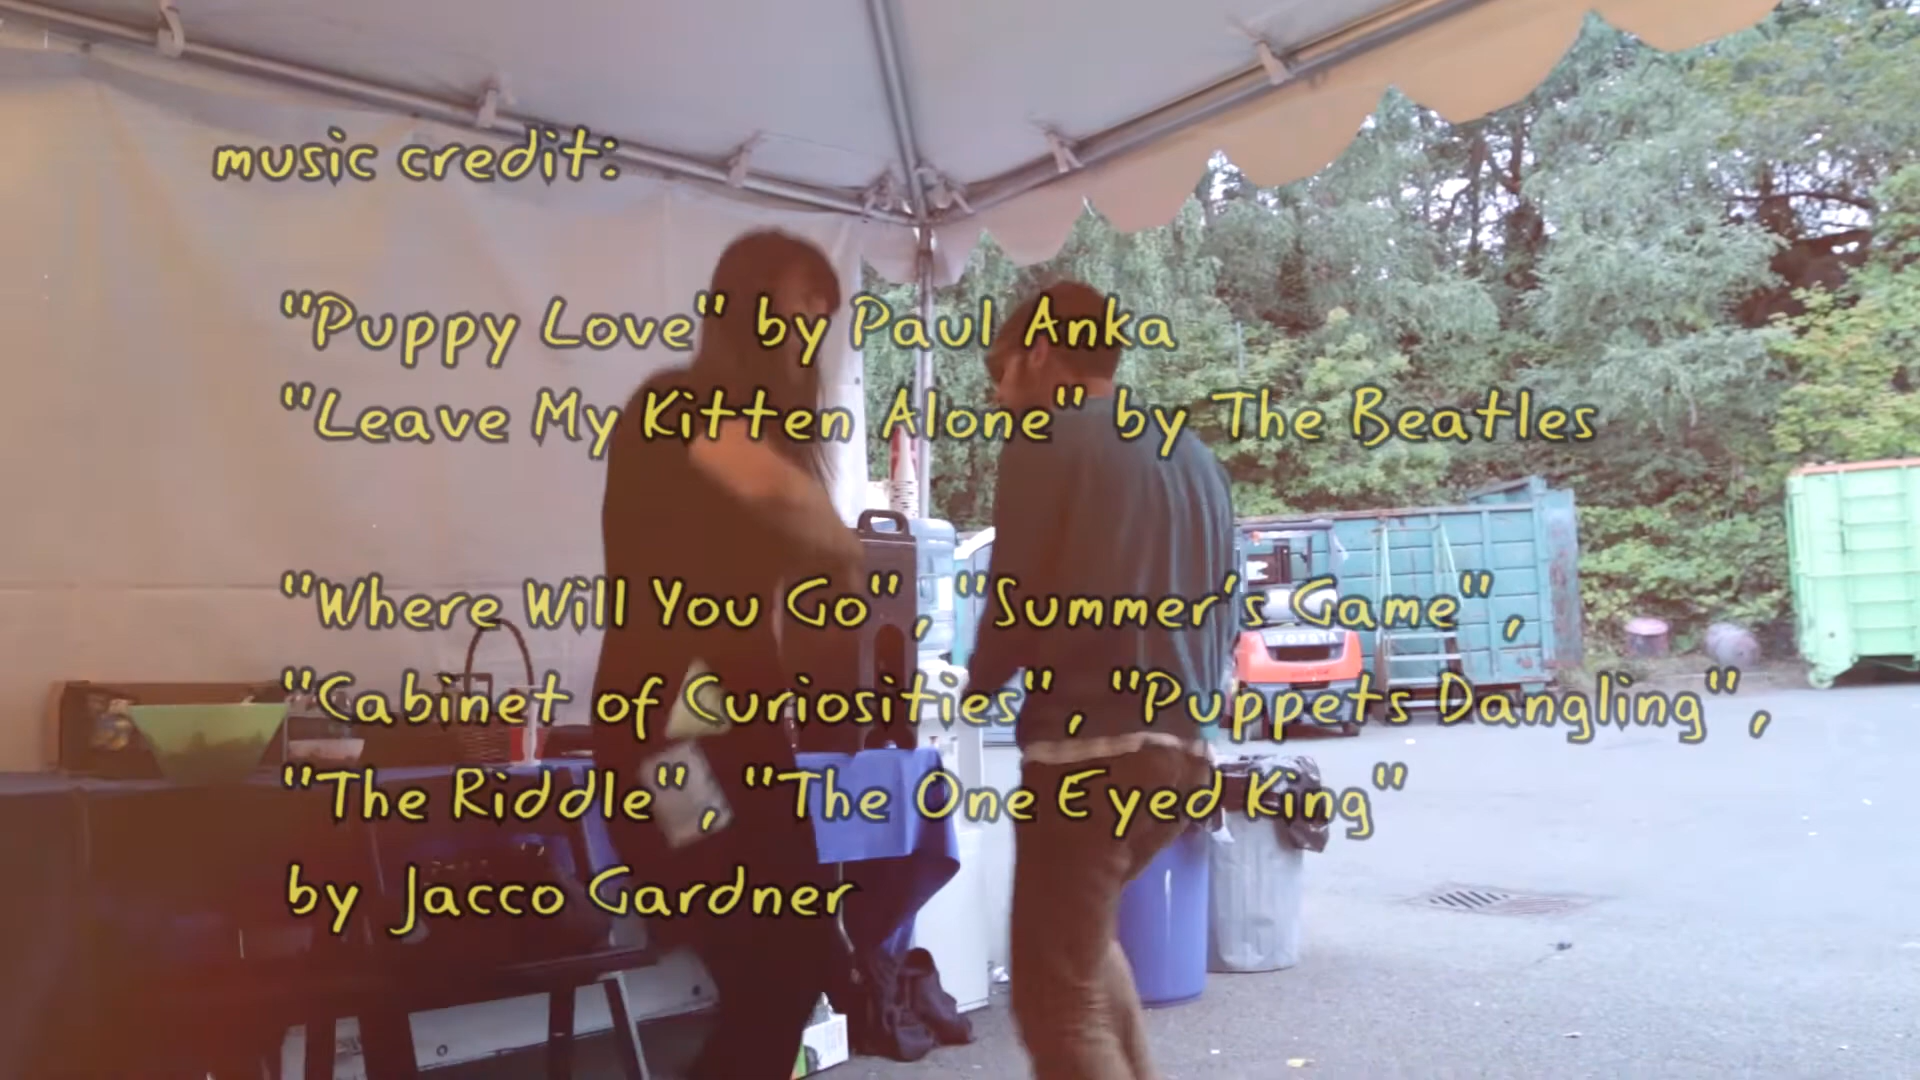 music credit:
"Puppy Love" by Paul Anka
"Leave My Kitten Alone" by The Beatles
"Where Will You Go", "Summer's Game",
"Cabinet of Curiosities", "Puppets Dangling",
"The Riddle", "The One Eyed King"
by Jacco Gardner
TOYOTA